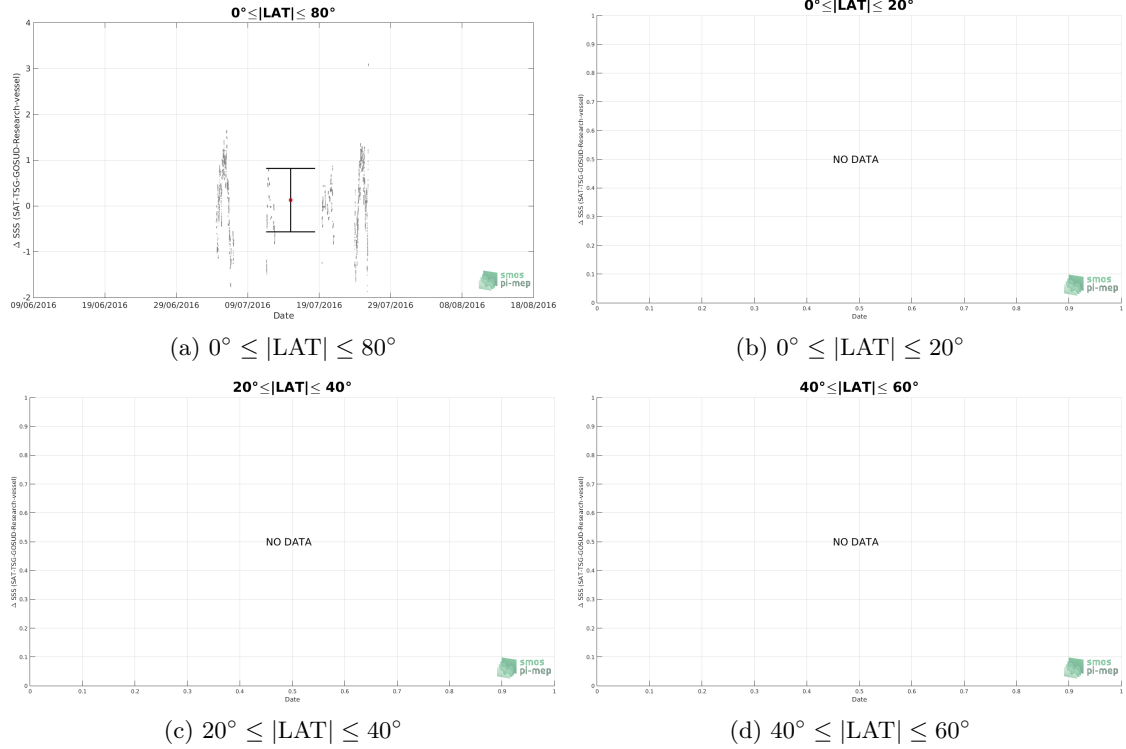 0°≤|LAT|≤ 80°
Δ SSS (SAT-TSG-GOSUD-Research-vessel)
4
3
2
1
0
-1
-2
09/06/2016 19/06/2016 29/06/2016 09/07/2016 19/07/2016 29/07/2016 08/08/2016 18/08/2016
Date
smos
pi-mep
(a) 0° ≤ |LAT| ≤ 80°
0°≤|LAT|≤ 20°
Δ SSS (SAT-TSG-GOSUD-Research-vessel)
1
0.9
0.8
0.7
0.6
0.5
0.4
0.3
0.2
0.1
0
NO DATA
0 0.1 0.2 0.3 0.4 0.5 0.6 0.7 0.8 0.9 1
Date
smos
pi-mep
(b) 0° ≤ |LAT| ≤ 20°
20°≤|LAT|≤ 40°
Δ SSS (SAT-TSG-GOSUD-Research-vessel)
1
0.9
0.8
0.7
0.6
0.5
0.4
0.3
0.2
0.1
0
NO DATA
0 0.1 0.2 0.3 0.4 0.5 0.6 0.7 0.8 0.9 1
Date
smos
pi-mep
(c) 20° ≤ |LAT| ≤ 40°
40°≤|LAT|≤ 60°
Δ SSS (SAT-TSG-GOSUD-Research-vessel)
1
0.9
0.8
0.7
0.6
0.5
0.4
0.3
0.2
0.1
0
NO DATA
0 0.1 0.2 0.3 0.4 0.5 0.6 0.7 0.8 0.9 1
Date
smos
pi-mep
(d) 40° ≤ |LAT| ≤ 60°